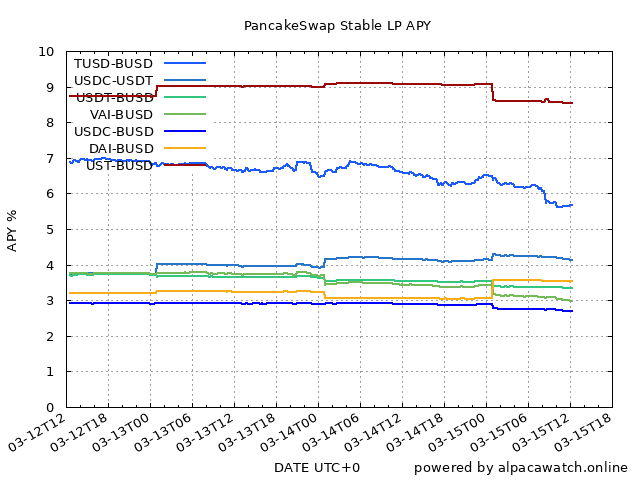 PancakeSwap Stable LP APY
APY %
10
9
8
7
6
5
4
3
2
1
0
TUSD-BUSD
USDC-USDT
USDT-BUSD
VAI-BUSD
USDC-BUSD
DAI-BUSD
UST-BUSD
03-12T12
03-12T18
03-13T00
03-13T06
03-13T12
03-13T18
03-14T00
03-14T06
03-14T12
03-14T18
03-15T00
03-15T06
03-15T12
03-15T18
DATE UTC+0
powered by alpacawatch.online